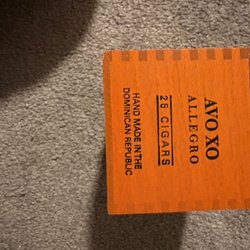 AVO XO
ALLEGRO
25 CIGARS
HAND MADE IN THE
DOMINICAN REPUBLIC